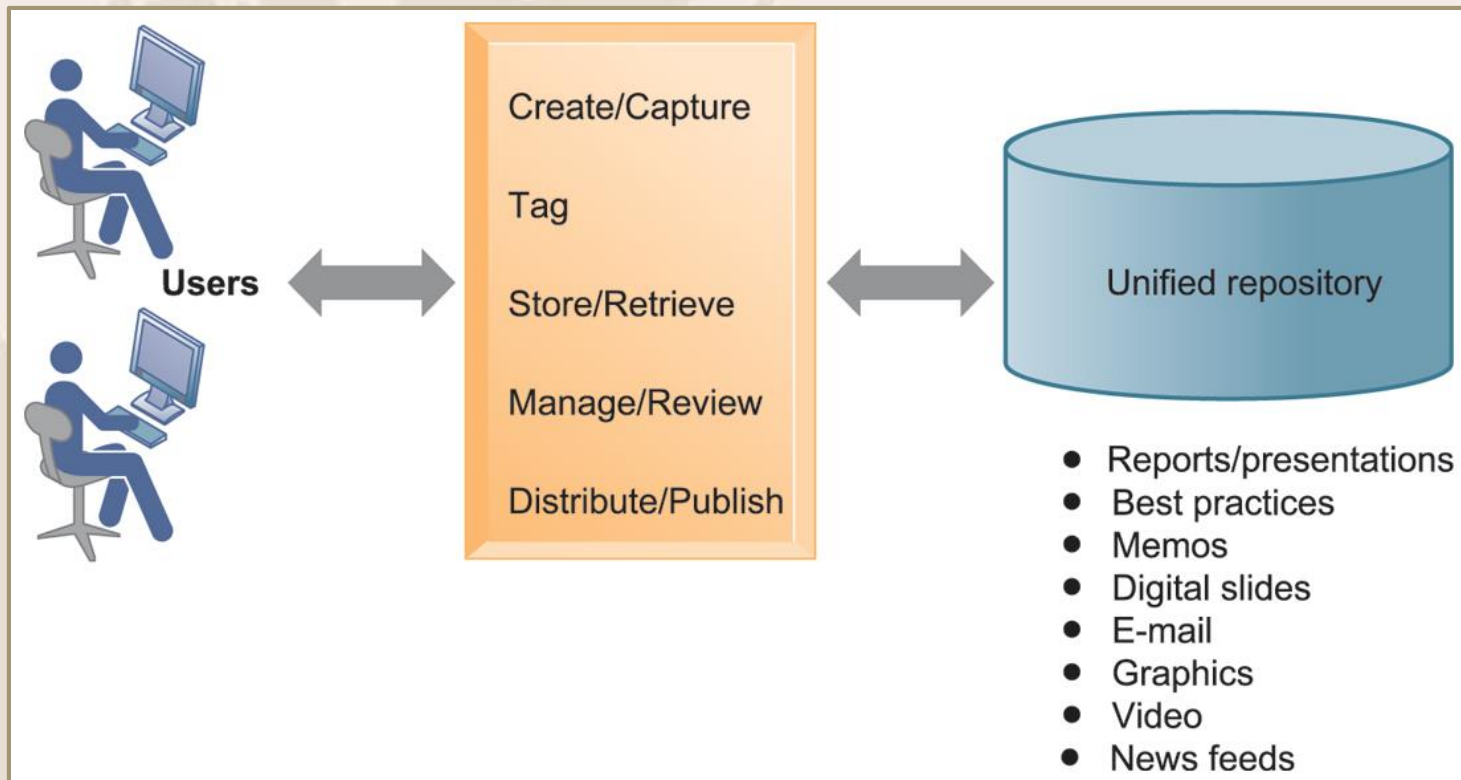 Users
Create/Capture
Tag
Store/Retrieve
Manage/Review
Distribute/Publish
Unified repository
● Reports/presentations
● Best practices
● Memos
● Digital slides
● E-mail
● Graphics
● Video
● News feeds